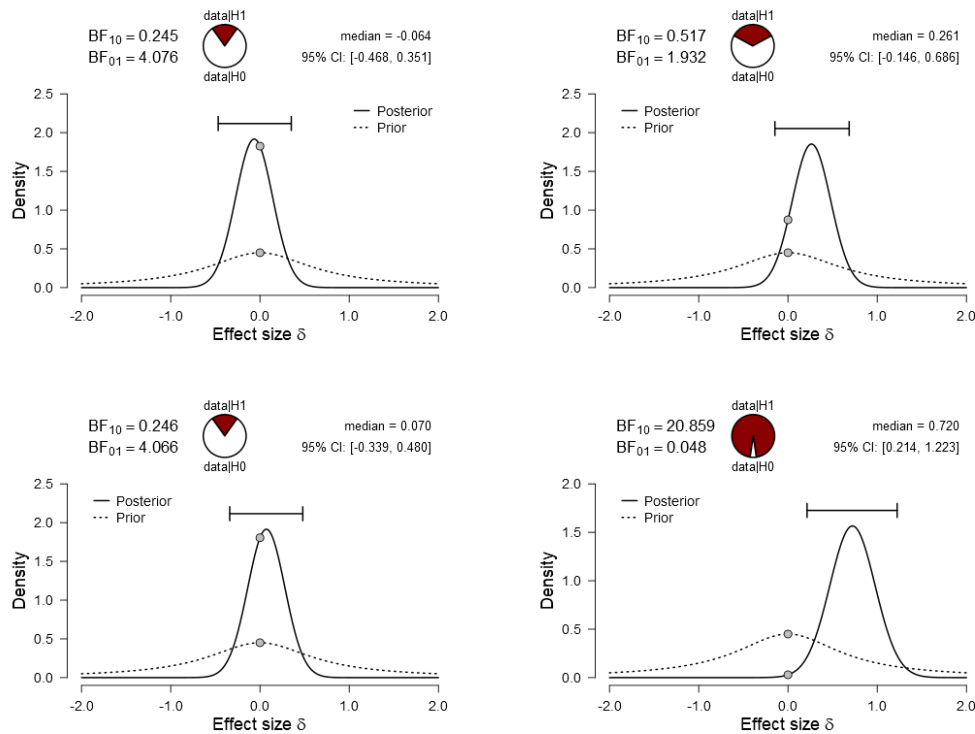 data|H1
BF10 = 0.245
BF01 = 4.076
median = -0.064
95% CI: [-0.468, 0.351]
data|H0
2.5
2.0
1.5
1.0
0.5
0.0
Density
Posterior
Prior
-2.0 -1.0 0.0 1.0 2.0
Effect size δ
data|H1
BF10 = 0.517
BF01 = 1.932
median = 0.261
95% CI: [-0.146, 0.686]
data|H0
2.5
2.0
1.5
1.0
0.5
0.0
Density
Posterior
Prior
-2.0 -1.0 0.0 1.0 2.0
Effect size δ
data|H1
BF10 = 0.246
BF01 = 4.066
median = 0.070
95% CI: [-0.339, 0.480]
data|H0
2.5
2.0
1.5
1.0
0.5
0.0
Density
Posterior
Prior
-2.0 -1.0 0.0 1.0 2.0
Effect size δ
data|H1
BF10 = 20.859
BF01 = 0.048
median = 0.720
95% CI: [0.214, 1.223]
data|H0
2.0
1.5
1.0
0.5
0.0
Density
Posterior
Prior
-2.0 -1.0 0.0 1.0 2.0
Effect size δ